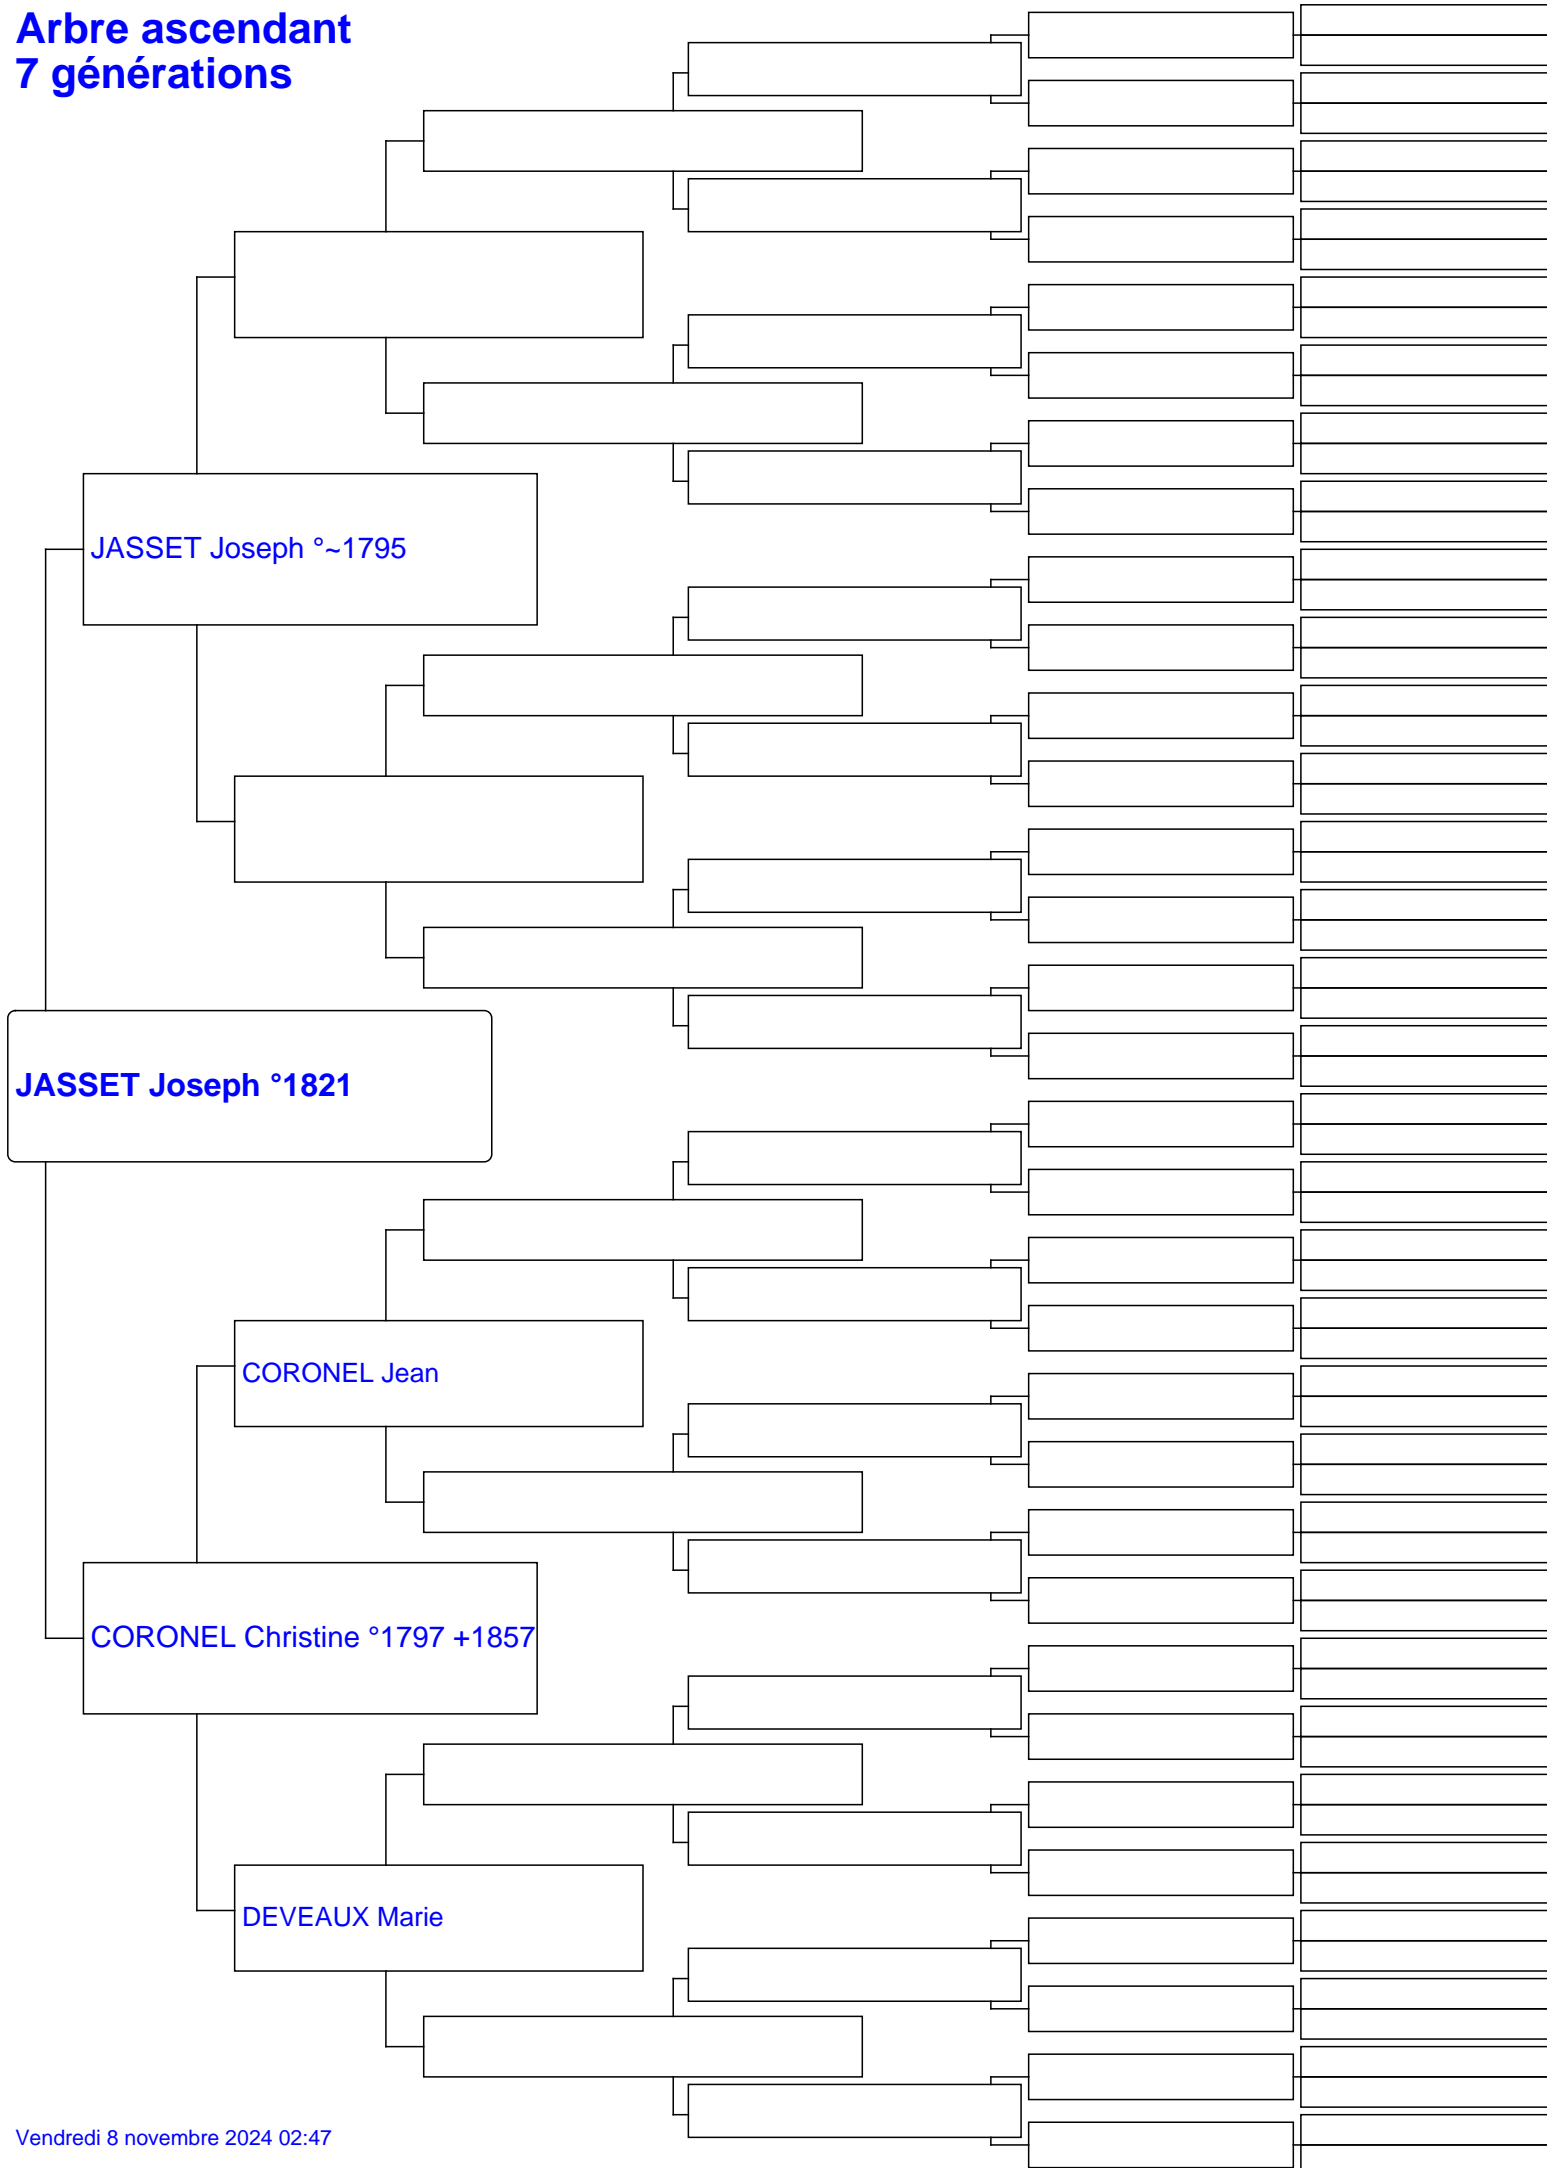 Arbre ascendant
7 générations
JASSET Joseph °~1795
JASSET Joseph °1821
CORONEL Jean
CORONEL Christine °1797 +1857
DEVEAUX Marie
Vendredi 8 novembre 2024 02:47